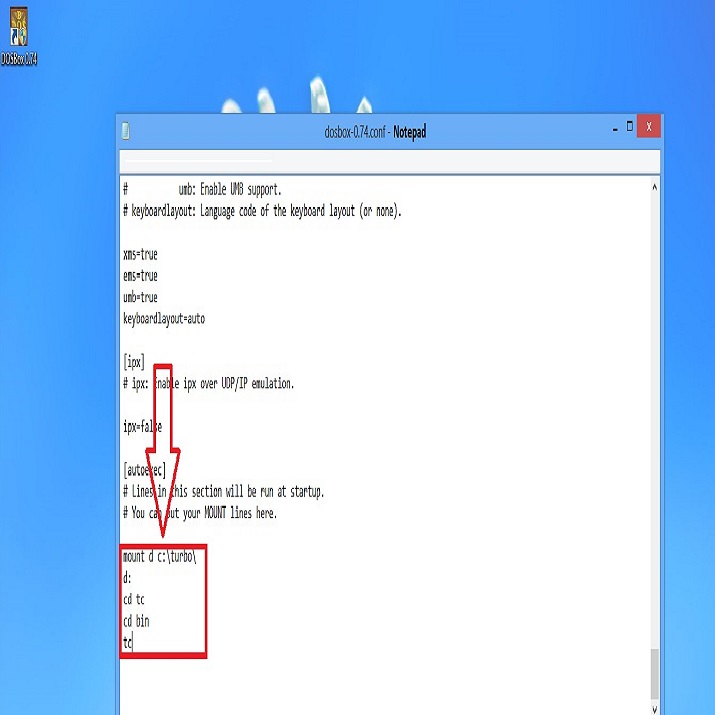 DOSBox 0.74
dosbox-0.74.conf - Notepad
# umb: Enable UMB support.
# keyboardlayout: Language code of the keyboard layout (or none).
xms=true
ems=true
umb=true
keyboardlayout=auto
[ipx]
# ipx: Enable ipx over UDP/IP emulation.
ipx=false
[autoexec]
# Lines in this section will be run at startup.
# You can put your MOUNT lines here.
mount d c:\turbo\
d:
cd tc
cd bin
tc